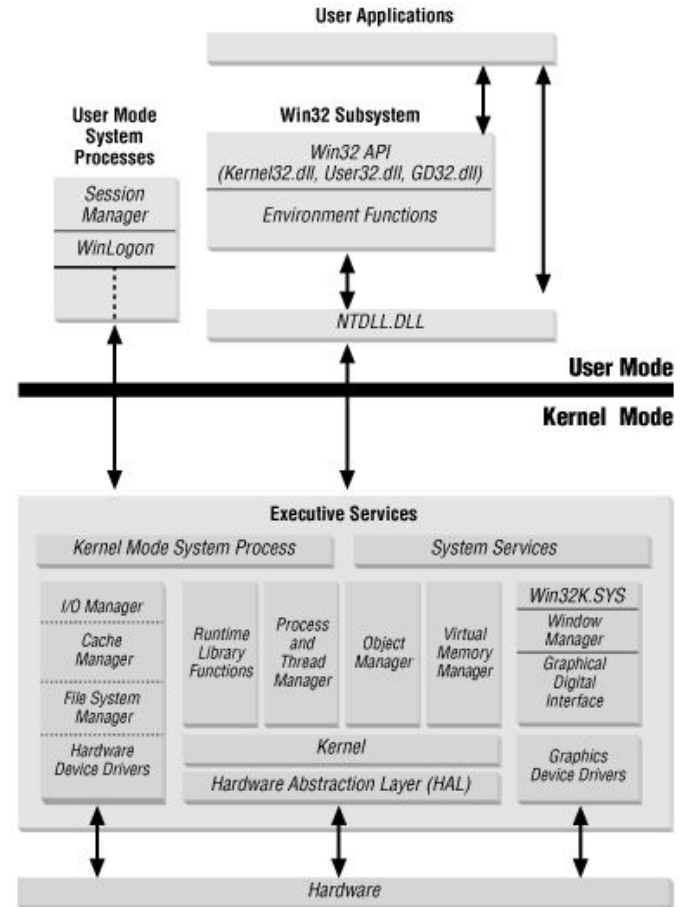 User Applications
User Mode
System
Processes
Session
Manager
WinLogon
Win32 Subsystem
Win32 API
(Kernel32.dll, User32.dll, GD32.dll)
Environment Functions
NTDLL.DLL
User Mode
Kernel Mode
Executive Services
Kernel Mode System Process
System Services
I/O Manager
Cache
Manager
File System
Manager
Hardware
Device Drivers
Runtime
Library
Functions
Process
and
Thread
Manager
Object
Manager
Virtual
Memory
Manager
Kernel
Hardware Abstraction Layer (HAL)
Win32K.SYS
Window
Manager
Graphical
Digital
Interface
Graphics
Device Drivers
Hardware